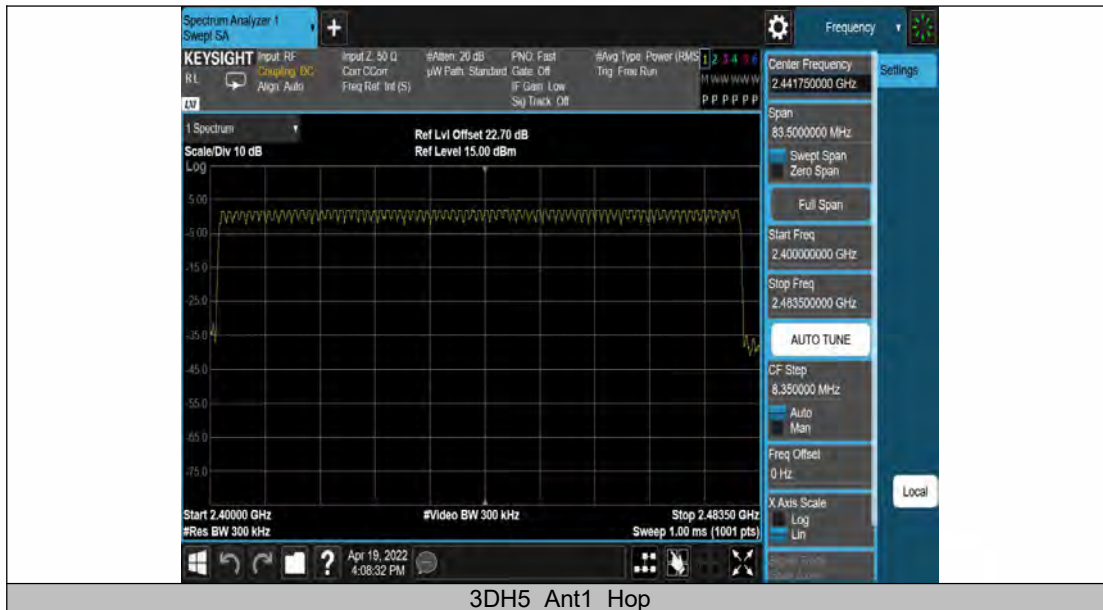 Spectrum Analyzer 1
Swept SA
Frequency
KEYSIGHT
RL
LXI
Input: RF
Coupling: DC
Align: Auto
Input Z: 50 Ω
Corr CCorr
Freq Ref: Int (S)
#Atten: 20 dB
µW Path: Standard
PNO: Fast
Gate: Off
IF Gain: Low
Sig Track: Off
#Avg Type: Power (RMS)
Trig: Free Run
1 2 3 4 5 6
M W W W W W
P P P P P P
1 Spectrum
Scale/Div 10 dB
Log
Ref Lvl Offset 22.70 dB
Ref Level 15.00 dBm
5.00
-5.00
-15.0
-25.0
-35.0
-45.0
-55.0
-65.0
-75.0
Start 2.40000 GHz
#Res BW 300 kHz
#Video BW 300 kHz
Stop 2.48350 GHz
Sweep 1.00 ms (1001 pts)
Center Frequency
2.441750000 GHz
Settings
Span
83.5000000 MHz
Swept Span
Zero Span
Full Span
Start Freq
2.400000000 GHz
Stop Freq
2.483500000 GHz
AUTO TUNE
CF Step
8.350000 MHz
Auto
Man
Freq Offset
0 Hz
X Axis Scale
Log
Lin
Local
?
Apr 19, 2022
4:08:32 PM
3DH5_Ant1_Hop